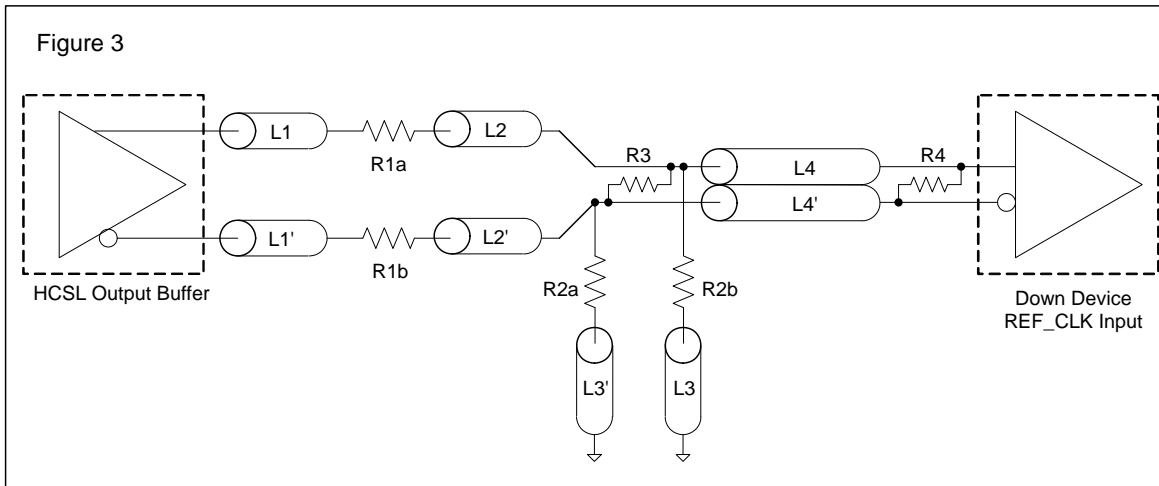 Figure 3
L1
R1a
L2
R3
L4
R4
L1'
R1b
L2'
L4'
HCSL Output Buffer
R2a
R2b
Down Device
REF_CLK Input
L3'
L3